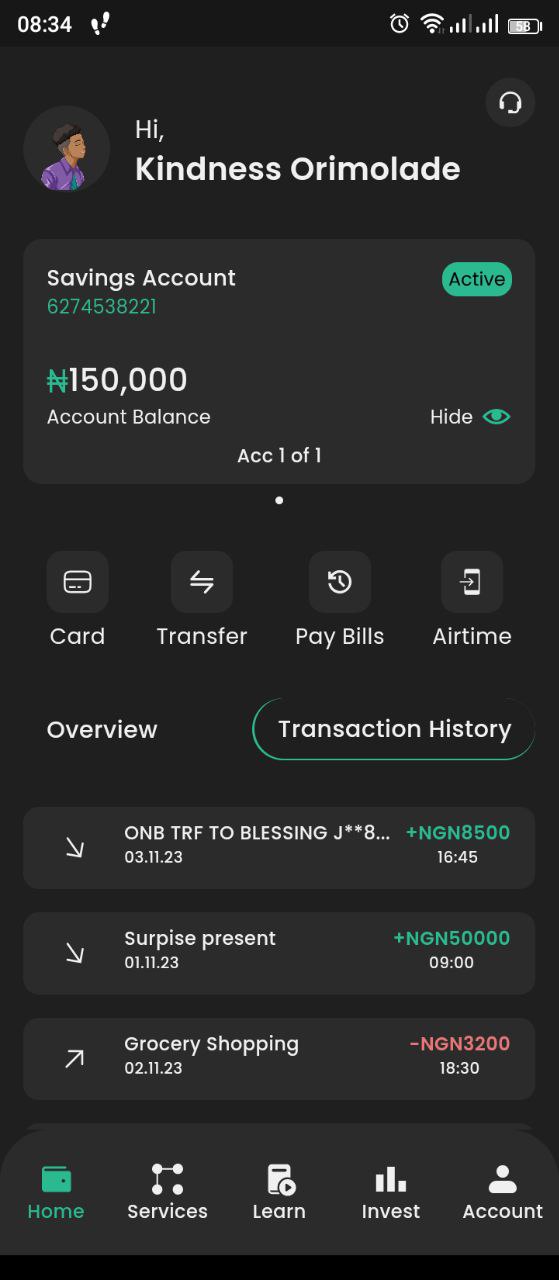 08:34
58
Hi,
Kindness Orimolade
Savings Account
Active
6274538221
₦150,000
Account Balance
Hide
Acc 1 of 1
Card
Transfer
Pay Bills
Airtime
Overview
Transaction History
ONB TRF TO BLESSING J**8... +NGN8500
03.11.23 16:45
Surpise present +NGN50000
01.11.23 09:00
Grocery Shopping -NGN3200
02.11.23 18:30
Home
Services
Learn
Invest
Account